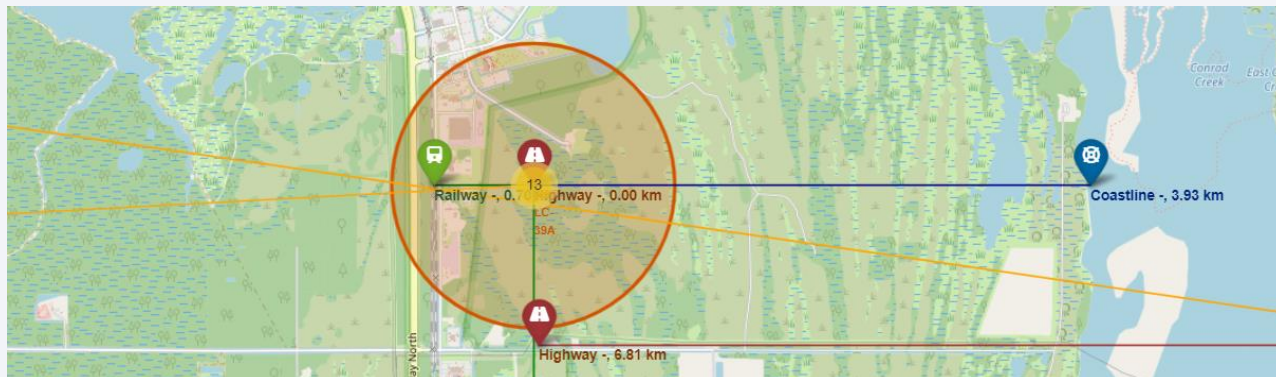 Conrad
Creek
East C
Cr
13
Railway -, 0.7
Highway -, 0.00 km
Coastline -, 3.93 km
LC
39A
Highway -, 6.81 km
ay North